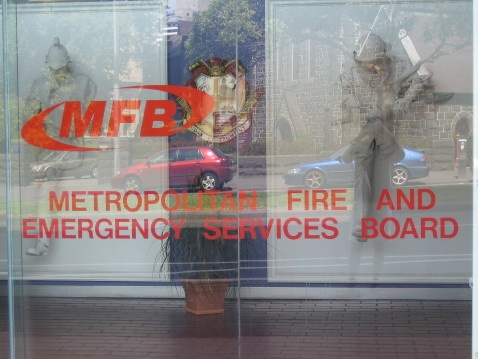 MFB
METROPOLITAN FIRE AND
EMERGENCY SERVICES BOARD